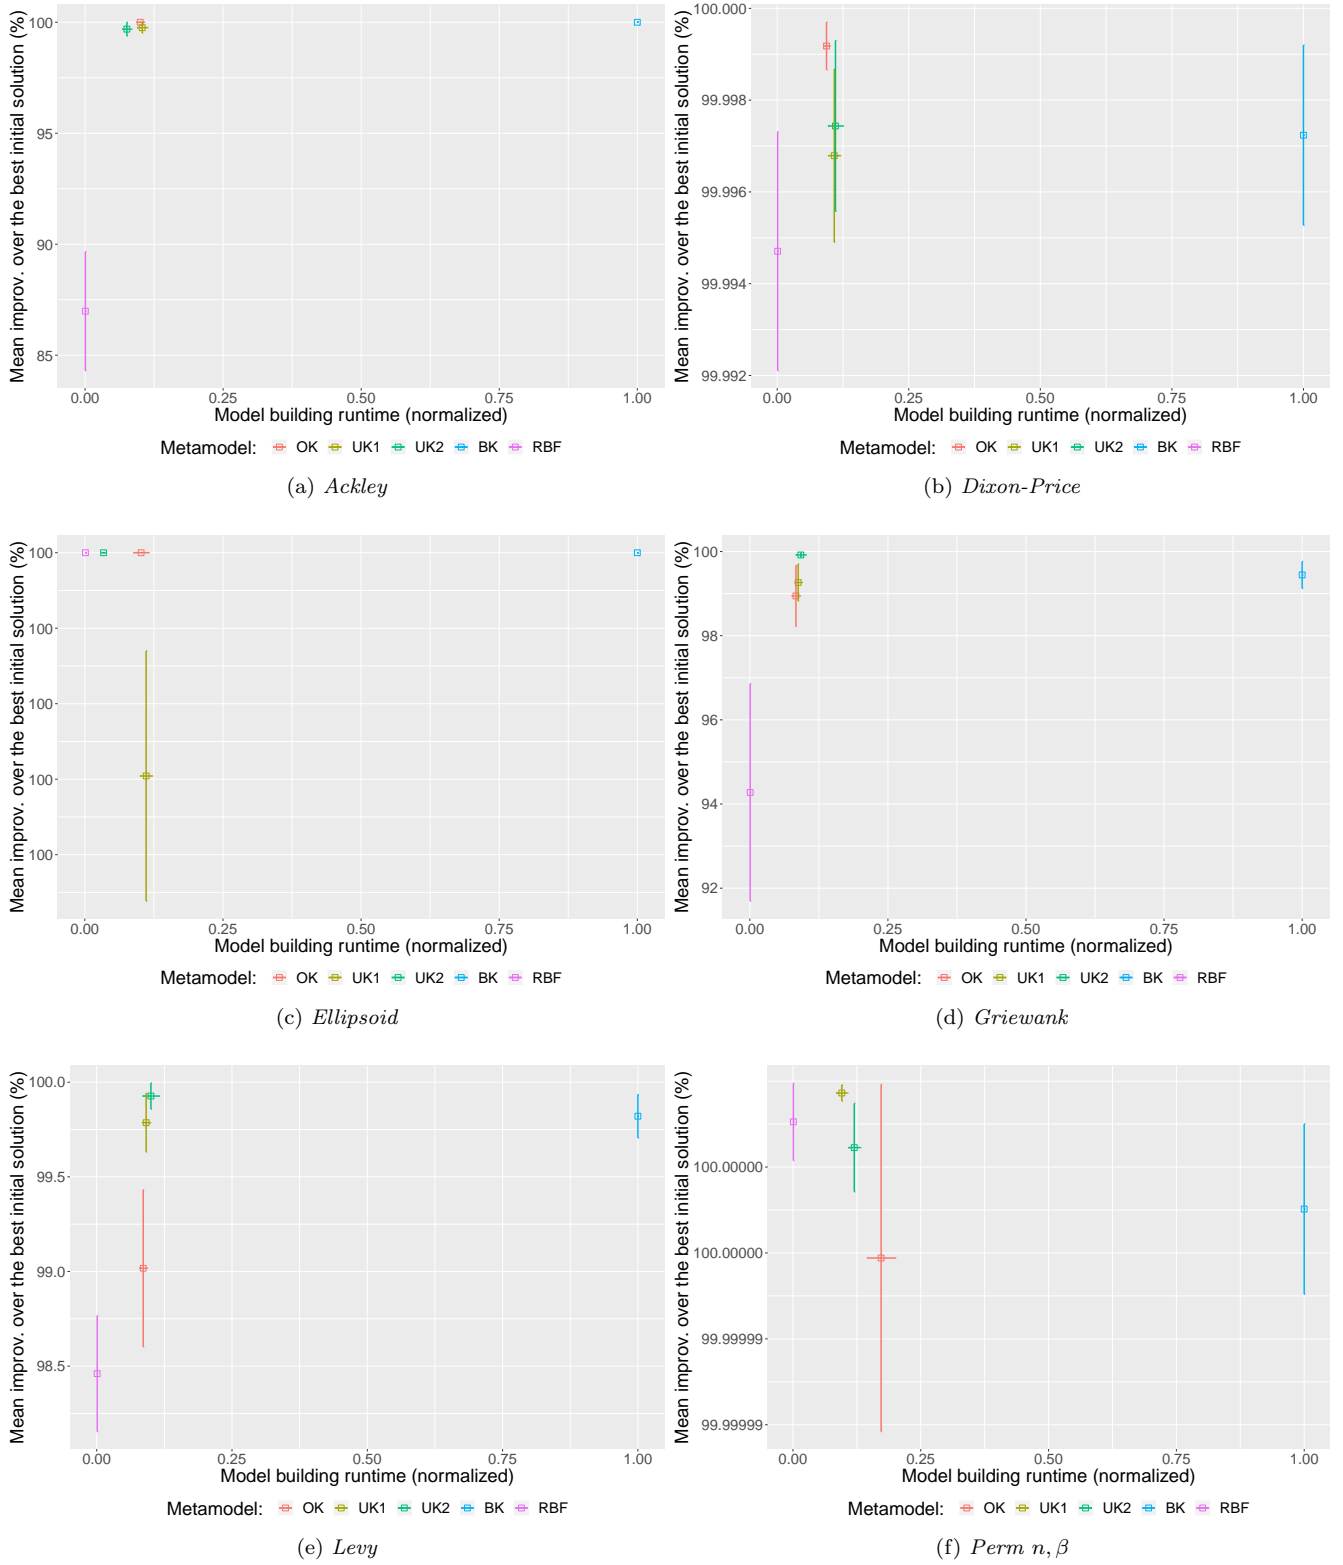 Mean improv. over the best initial solution (%)
100
95
90
85
0.00 0.25 0.50 0.75 1.00
Model building runtime (normalized)
Metamodel: OK UK1 UK2 BK RBF
(a) Ackley
Mean improv. over the best initial solution (%)
100.000
99.998
99.996
99.994
99.992
0.00 0.25 0.50 0.75 1.00
Model building runtime (normalized)
Metamodel: OK UK1 UK2 BK RBF
(b) Dixon-Price
Mean improv. over the best initial solution (%)
100
100
100
100
100
0.00 0.25 0.50 0.75 1.00
Model building runtime (normalized)
Metamodel: OK UK1 UK2 BK RBF
(c) Ellipsoid
Mean improv. over the best initial solution (%)
100
98
96
94
92
0.00 0.25 0.50 0.75 1.00
Model building runtime (normalized)
Metamodel: OK UK1 UK2 BK RBF
(d) Griewank
Mean improv. over the best initial solution (%)
100.0
99.5
99.0
98.5
0.00 0.25 0.50 0.75 1.00
Model building runtime (normalized)
Metamodel: OK UK1 UK2 BK RBF
(e) Levy
Mean improv. over the best initial solution (%)
100.00000
100.00000
99.99999
99.99999
0.00 0.25 0.50 0.75 1.00
Model building runtime (normalized)
Metamodel: OK UK1 UK2 BK RBF
(f) Perm n, β